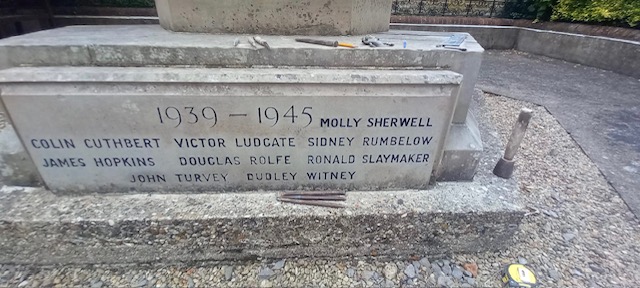 1939 – 1945 MOLLY SHERWELL
COLIN CUTHBERT VICTOR LUDGATE SIDNEY RUMBELOW
JAMES HOPKINS DOUGLAS ROLFE RONALD SLAYMAKER
JOHN TURVEY DUDLEY WITNEY